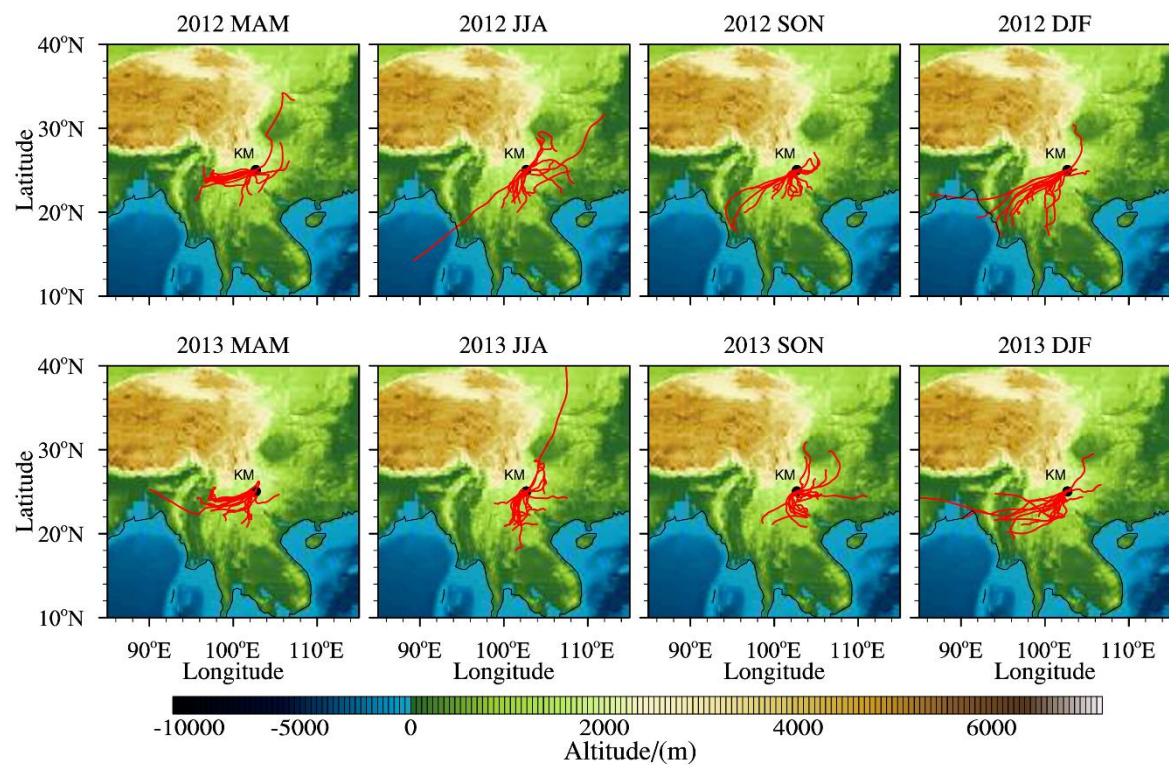 2012 MAM 2012 JJA 2012 SON 2012 DJF
40°N
30°N
20°N
10°N
Latitude
KM KM KM KM
2013 MAM 2013 JJA 2013 SON 2013 DJF
40°N
30°N
20°N
10°N
Latitude
KM KM KM KM
90°E 100°E 110°E 90°E 100°E 110°E 90°E 100°E 110°E 90°E 100°E 110°E
Longitude Longitude Longitude Longitude
-10000 -5000 0 2000 4000 6000
Altitude/(m)